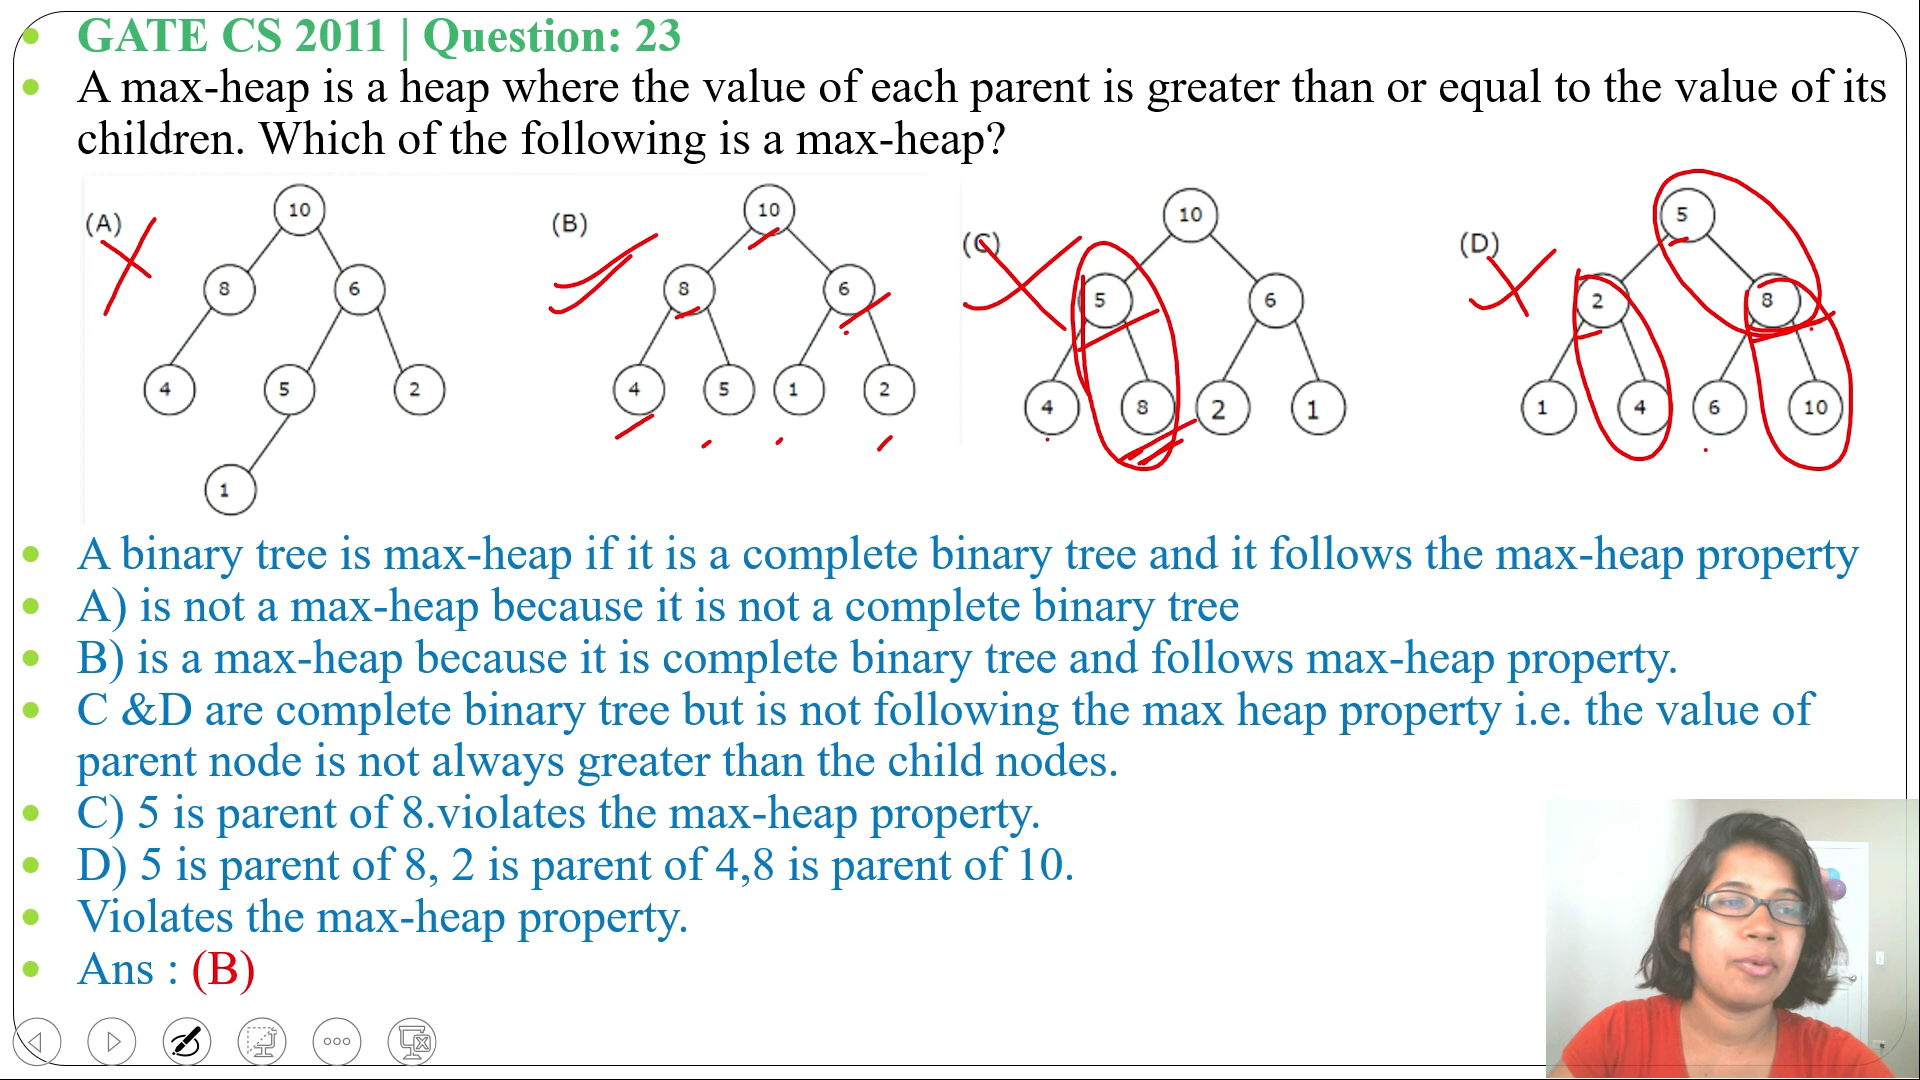 GATE CS 2011 | Question: 23
A max-heap is a heap where the value of each parent is greater than or equal to the value of its
children. Which of the following is a max-heap?
(A)
10
8
6
4
5
2
1
(B)
10
8
6
4
5
1
2
(C)
10
5
6
4
8
2
1
(D)
5
2
8
1
4
6
10
A binary tree is max-heap if it is a complete binary tree and it follows the max-heap property
A) is not a max-heap because it is not a complete binary tree
B) is a max-heap because it is complete binary tree and follows max-heap property.
C &D are complete binary tree but is not following the max heap property i.e. the value of
parent node is not always greater than the child nodes.
C) 5 is parent of 8.violates the max-heap property.
D) 5 is parent of 8, 2 is parent of 4,8 is parent of 10.
Violates the max-heap property.
Ans : (B)